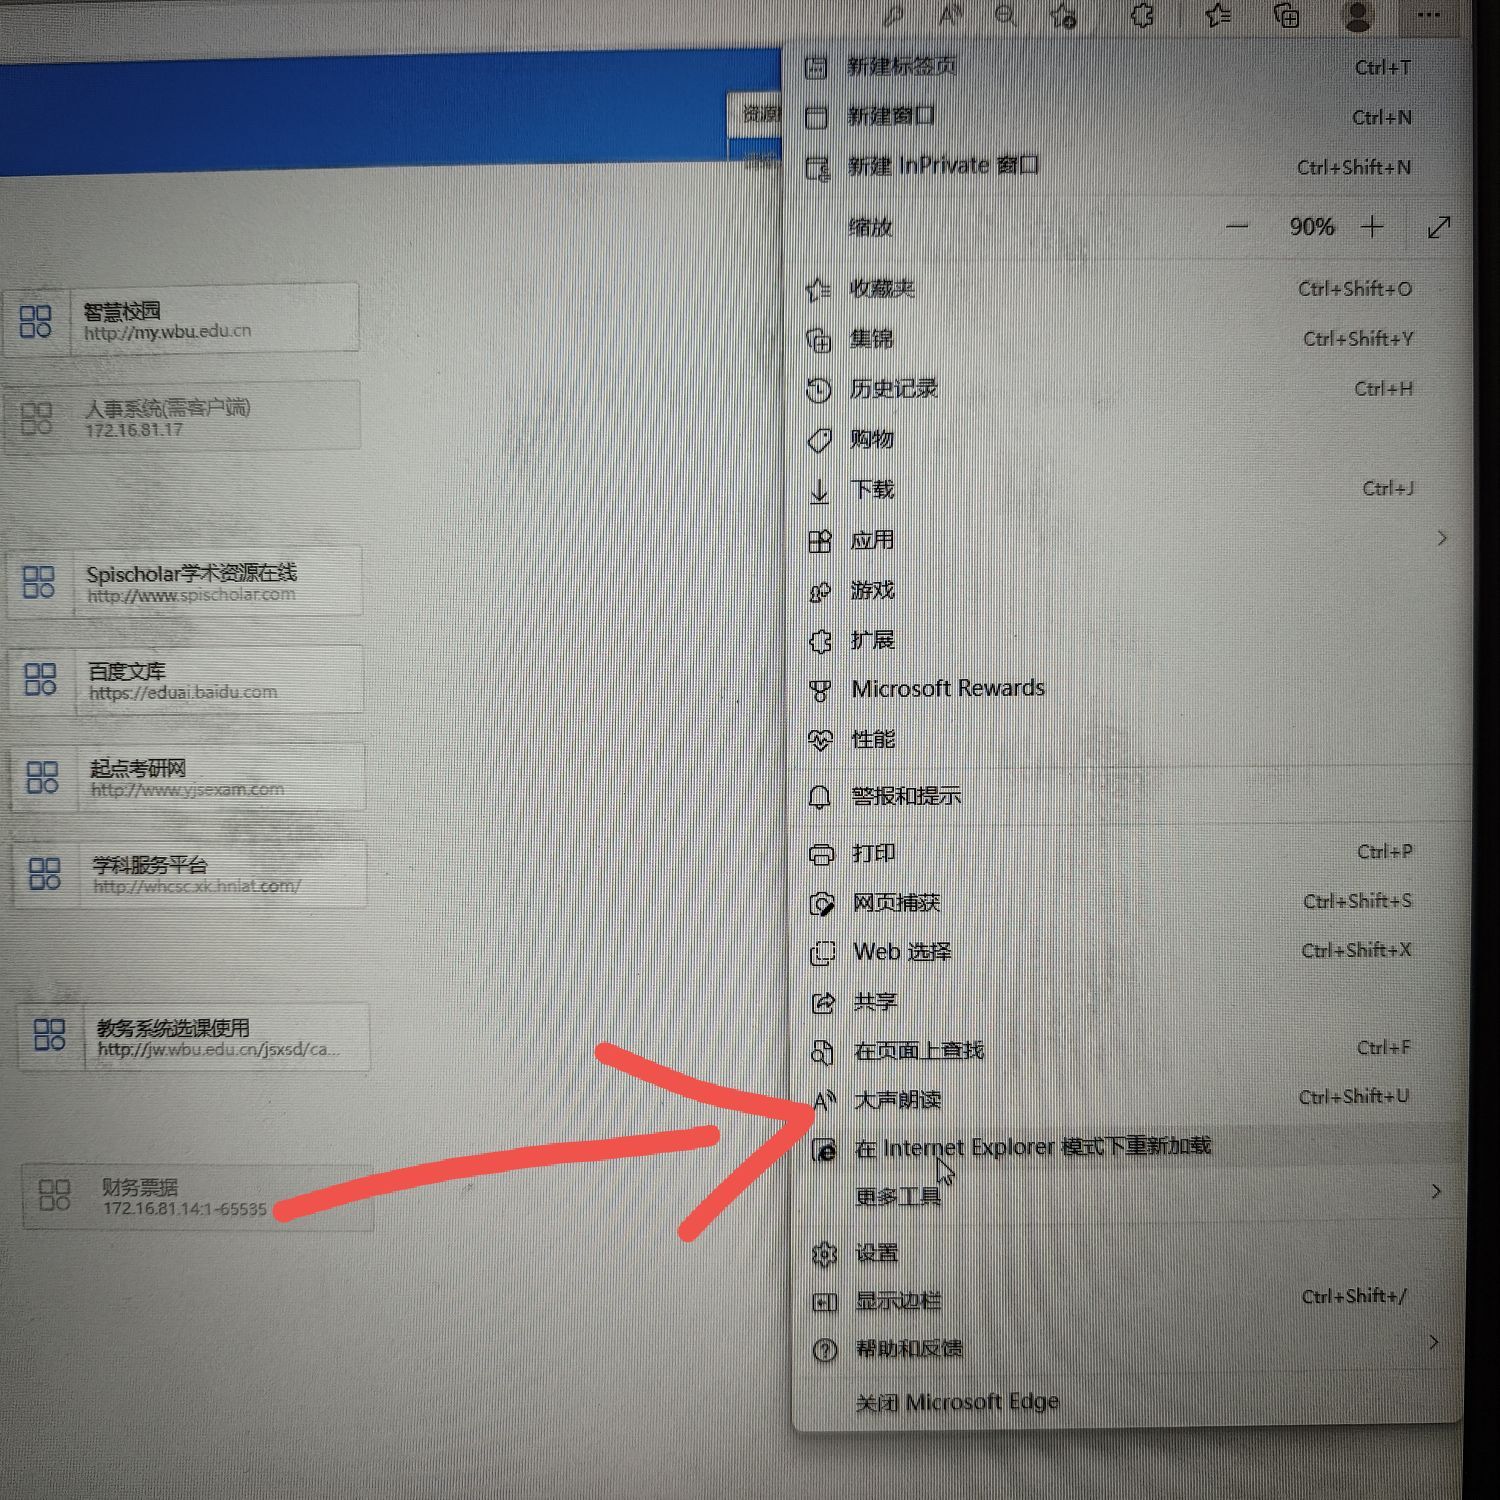 资源
新建标签页 Ctrl+T
新建窗口 Ctrl+N
新建 InPrivate 窗口 Ctrl+Shift+N
缩放 — 90% +
收藏夹 Ctrl+Shift+O
集锦 Ctrl+Shift+Y
历史记录 Ctrl+H
购物
下载 Ctrl+J
应用
游戏
扩展
Microsoft Rewards
性能
警报和提示
打印 Ctrl+P
网页捕获 Ctrl+Shift+S
Web 选择 Ctrl+Shift+X
共享
在页面上查找 Ctrl+F
大声朗读 Ctrl+Shift+U
在 Internet Explorer 模式下重新加载
更多工具
设置
显示边栏 Ctrl+Shift+/
帮助和反馈
关闭 Microsoft Edge
智慧校园
http://my.wbu.edu.cn
人事系统(需客户端)
172.16.81.17
Spischolar学术资源在线
http://www.spischolar.com
百度文库
https://eduai.baidu.com
起点考研网
http://www.yjsexam.com
学科服务平台
http://whcsc.xk.hnlat.com/
教务系统选课使用
http://jw.wbu.edu.cn/jsxsd/ca...
财务票据
172.16.81.14:1-65535